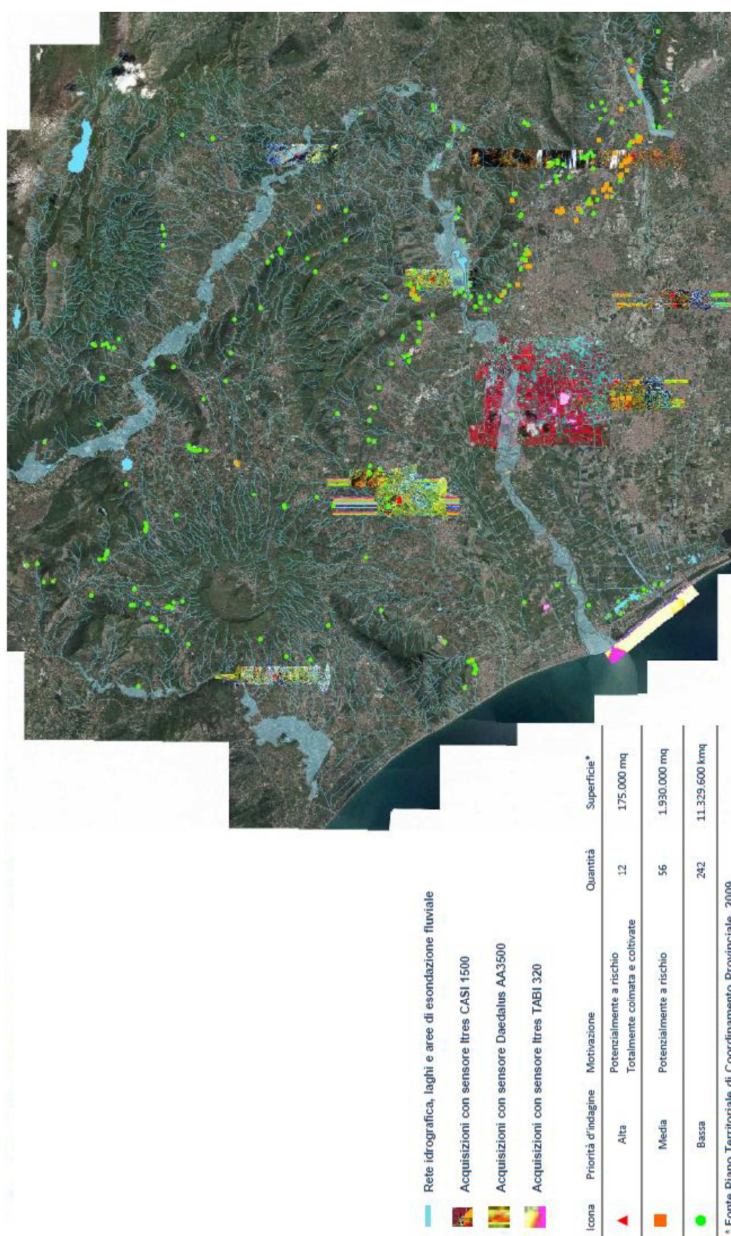 Rete idrografica, laghi e aree di esondazione fluviale
Acquisizioni con sensore Itres CASI 1500
Acquisizioni con sensore Daedalus AA3500
Acquisizioni con sensore Itres TABI 320
Icona Priorità d'indagine Motivazione Quantità Superficie*
Alta Potenzialmente a rischio Totalmente colmata e coltivate 12 175.000 mq
Media Potenzialmente a rischio 56 1.930.000 mq
Bassa 242 11.329.600 kmq
* Fonte Piano Territoriale di Coordinamento Provinciale, 2009